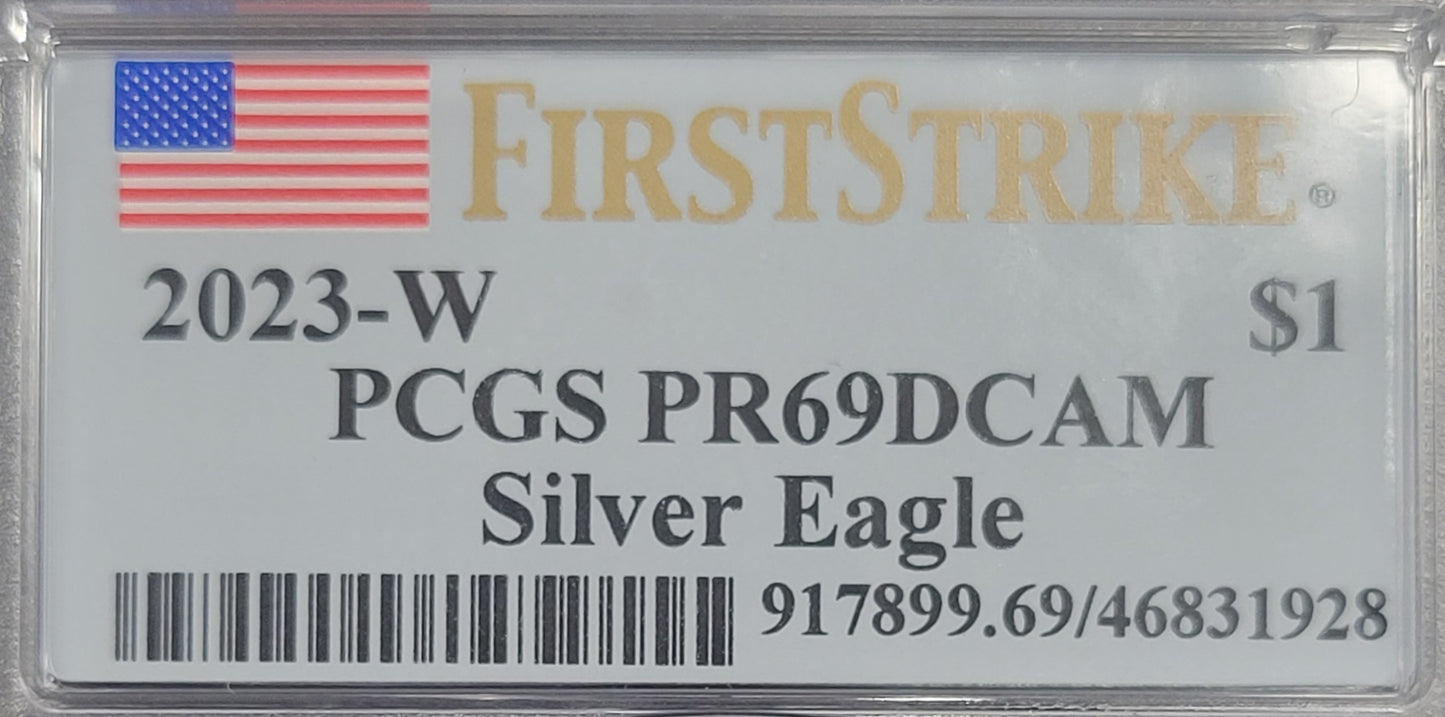 FIRSTSTRIKE®
2023-W $1
PCGS PR69DCAM
Silver Eagle
917899.69/46831928